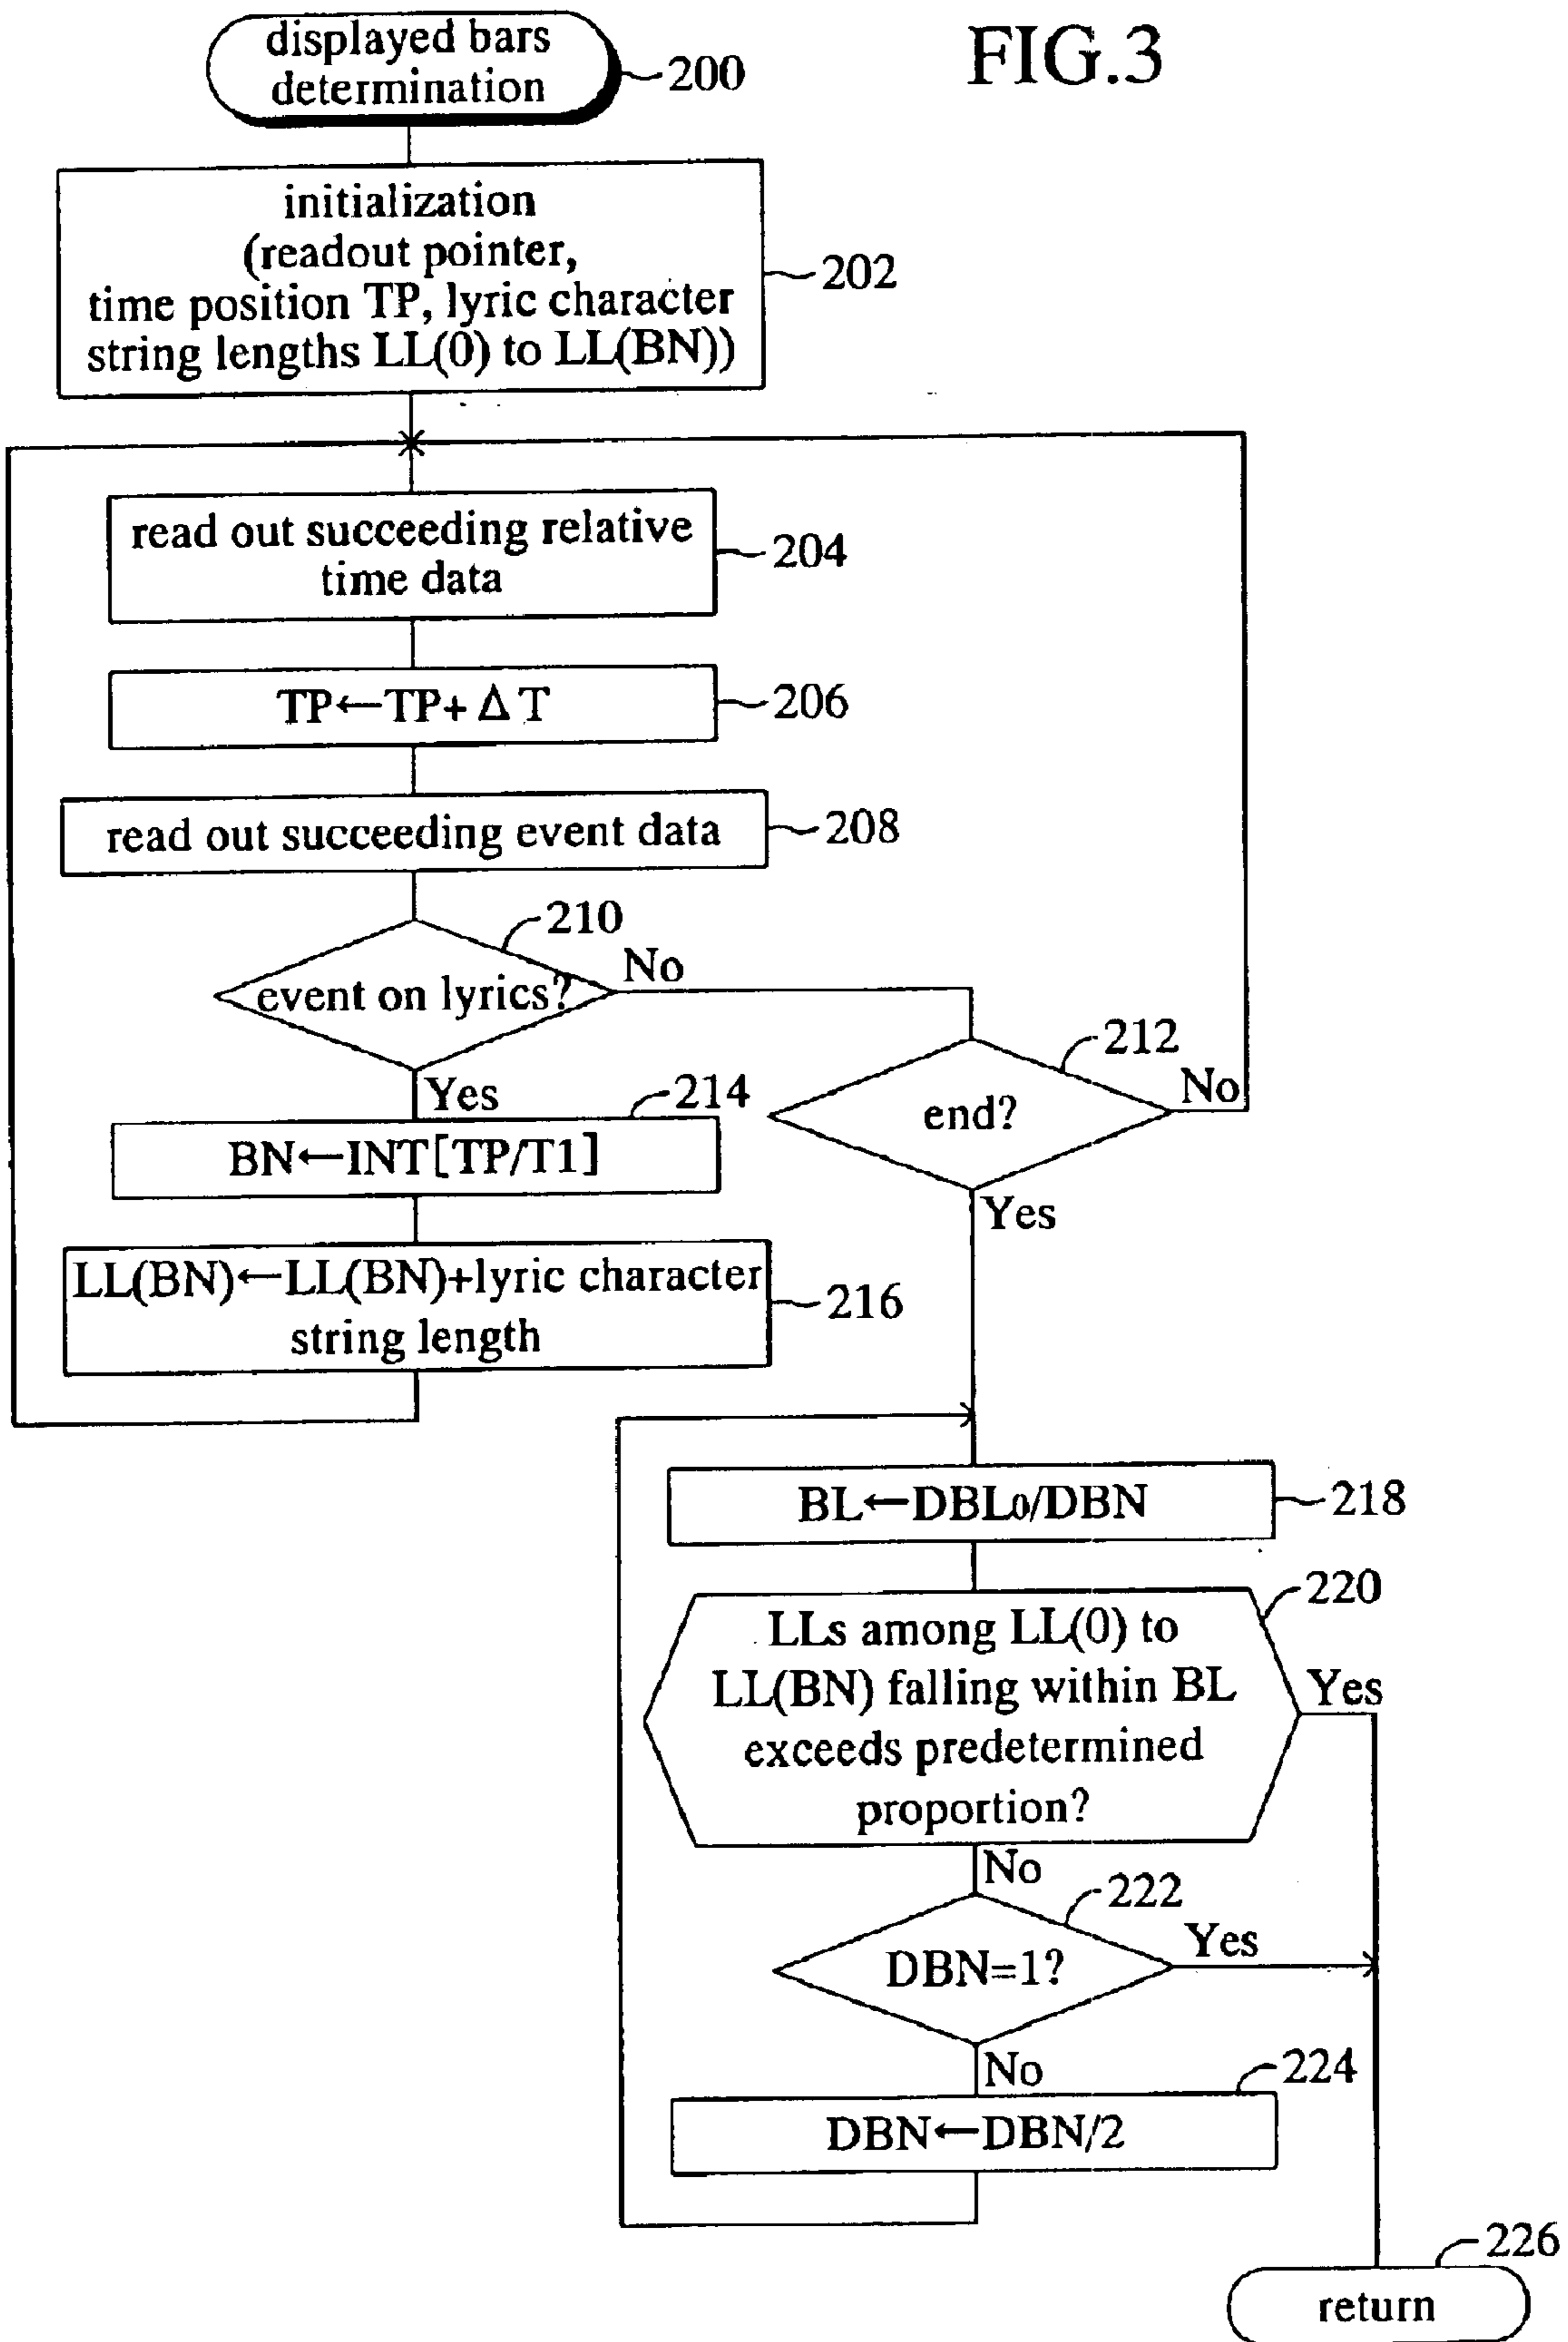 FIG.3
displayed bars
determination
200
initialization
(readout pointer,
time position TP, lyric character
string lengths LL(0) to LL(BN))
202
read out succeeding relative
time data
204
TP←TP+ΔT
206
read out succeeding event data
208
210
event on lyrics?
No
Yes
212
end?
No
Yes
214
BN←INT[TP/T1]
LL(BN)←LL(BN)+lyric character
string length
216
BL←DBL0/DBN
218
220
LLs among LL(0) to
LL(BN) falling within BL
exceeds predetermined
proportion?
Yes
No
222
DBN=1?
Yes
No
224
DBN←DBN/2
226
return